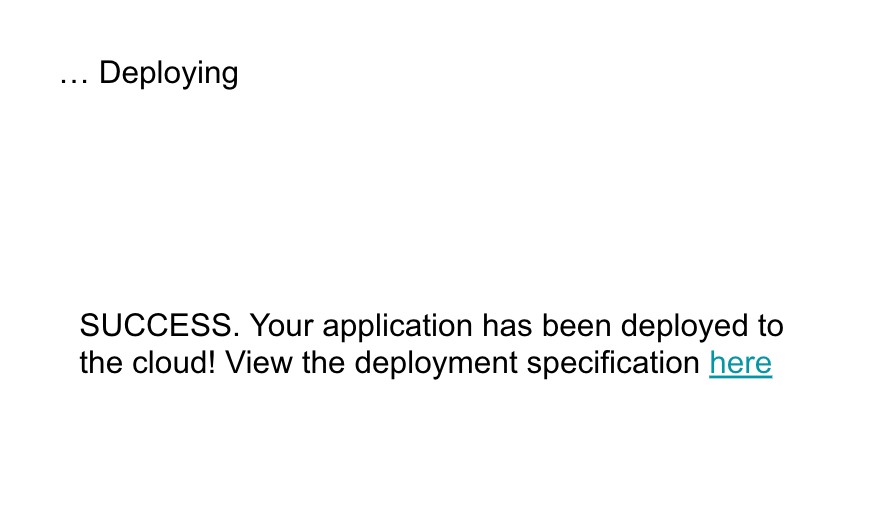 … Deploying
SUCCESS. Your application has been deployed to
the cloud! View the deployment specification here